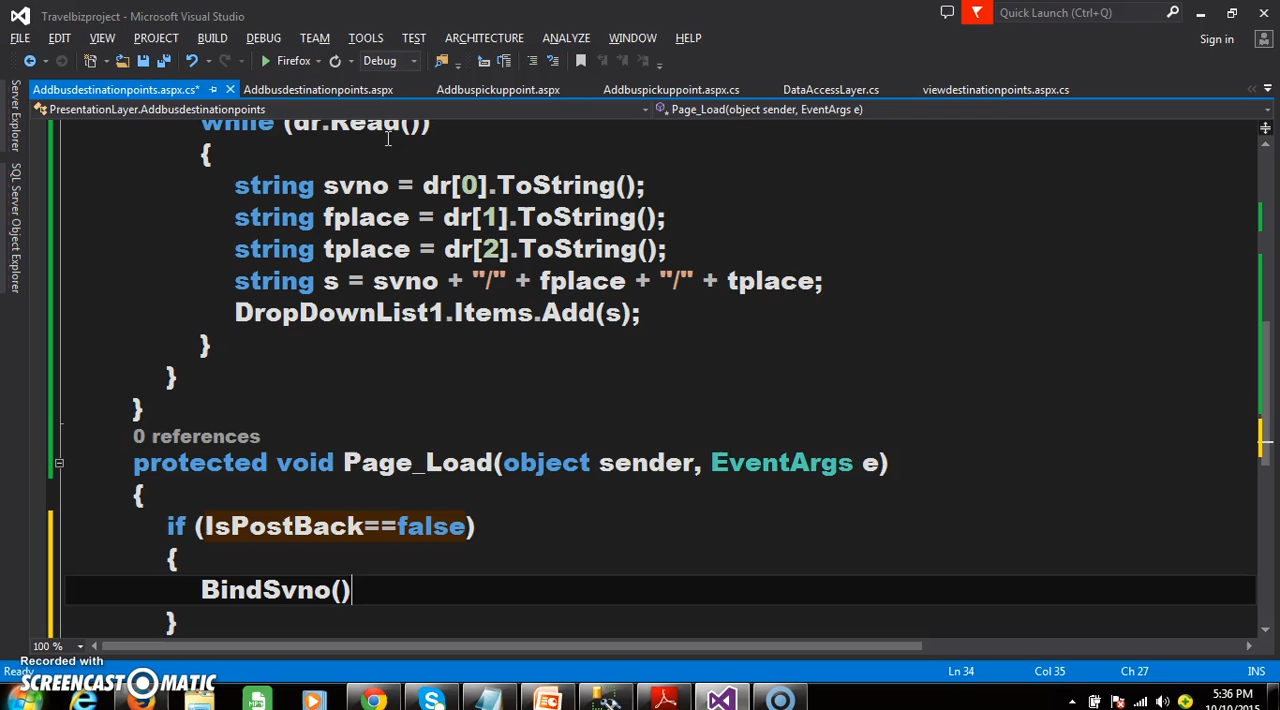 Travelbizproject - Microsoft Visual Studio
Quick Launch (Ctrl+Q)
FILE EDIT VIEW PROJECT BUILD DEBUG TEAM TOOLS TEST ARCHITECTURE ANALYZE WINDOW HELP
Sign in
Firefox Debug
Addbusdestinationpoints.aspx.cs* Addbusdestinationpoints.aspx Addbuspickuppoint.aspx Addbuspickuppoint.aspx.cs DataAccessLayer.cs viewdestinationpoints.aspx.cs
PresentationLayer.Addbusdestinationpoints Page_Load(object sender, EventArgs e)
Server Explorer
SQL Server Object Explorer
while (dr.Read())
{
string svno = dr[0].ToString();
string fplace = dr[1].ToString();
string tplace = dr[2].ToString();
string s = svno + "/" + fplace + "/" + tplace;
DropDownList1.Items.Add(s);
}
}
}
0 references
protected void Page_Load(object sender, EventArgs e)
{
if (IsPostBack==false)
{
BindSvno()
}
100 %
Ready Ln 34 Col 35 Ch 27 INS
Recorded with
SCREENCAST MATIC
5:36 PM
10/10/2015